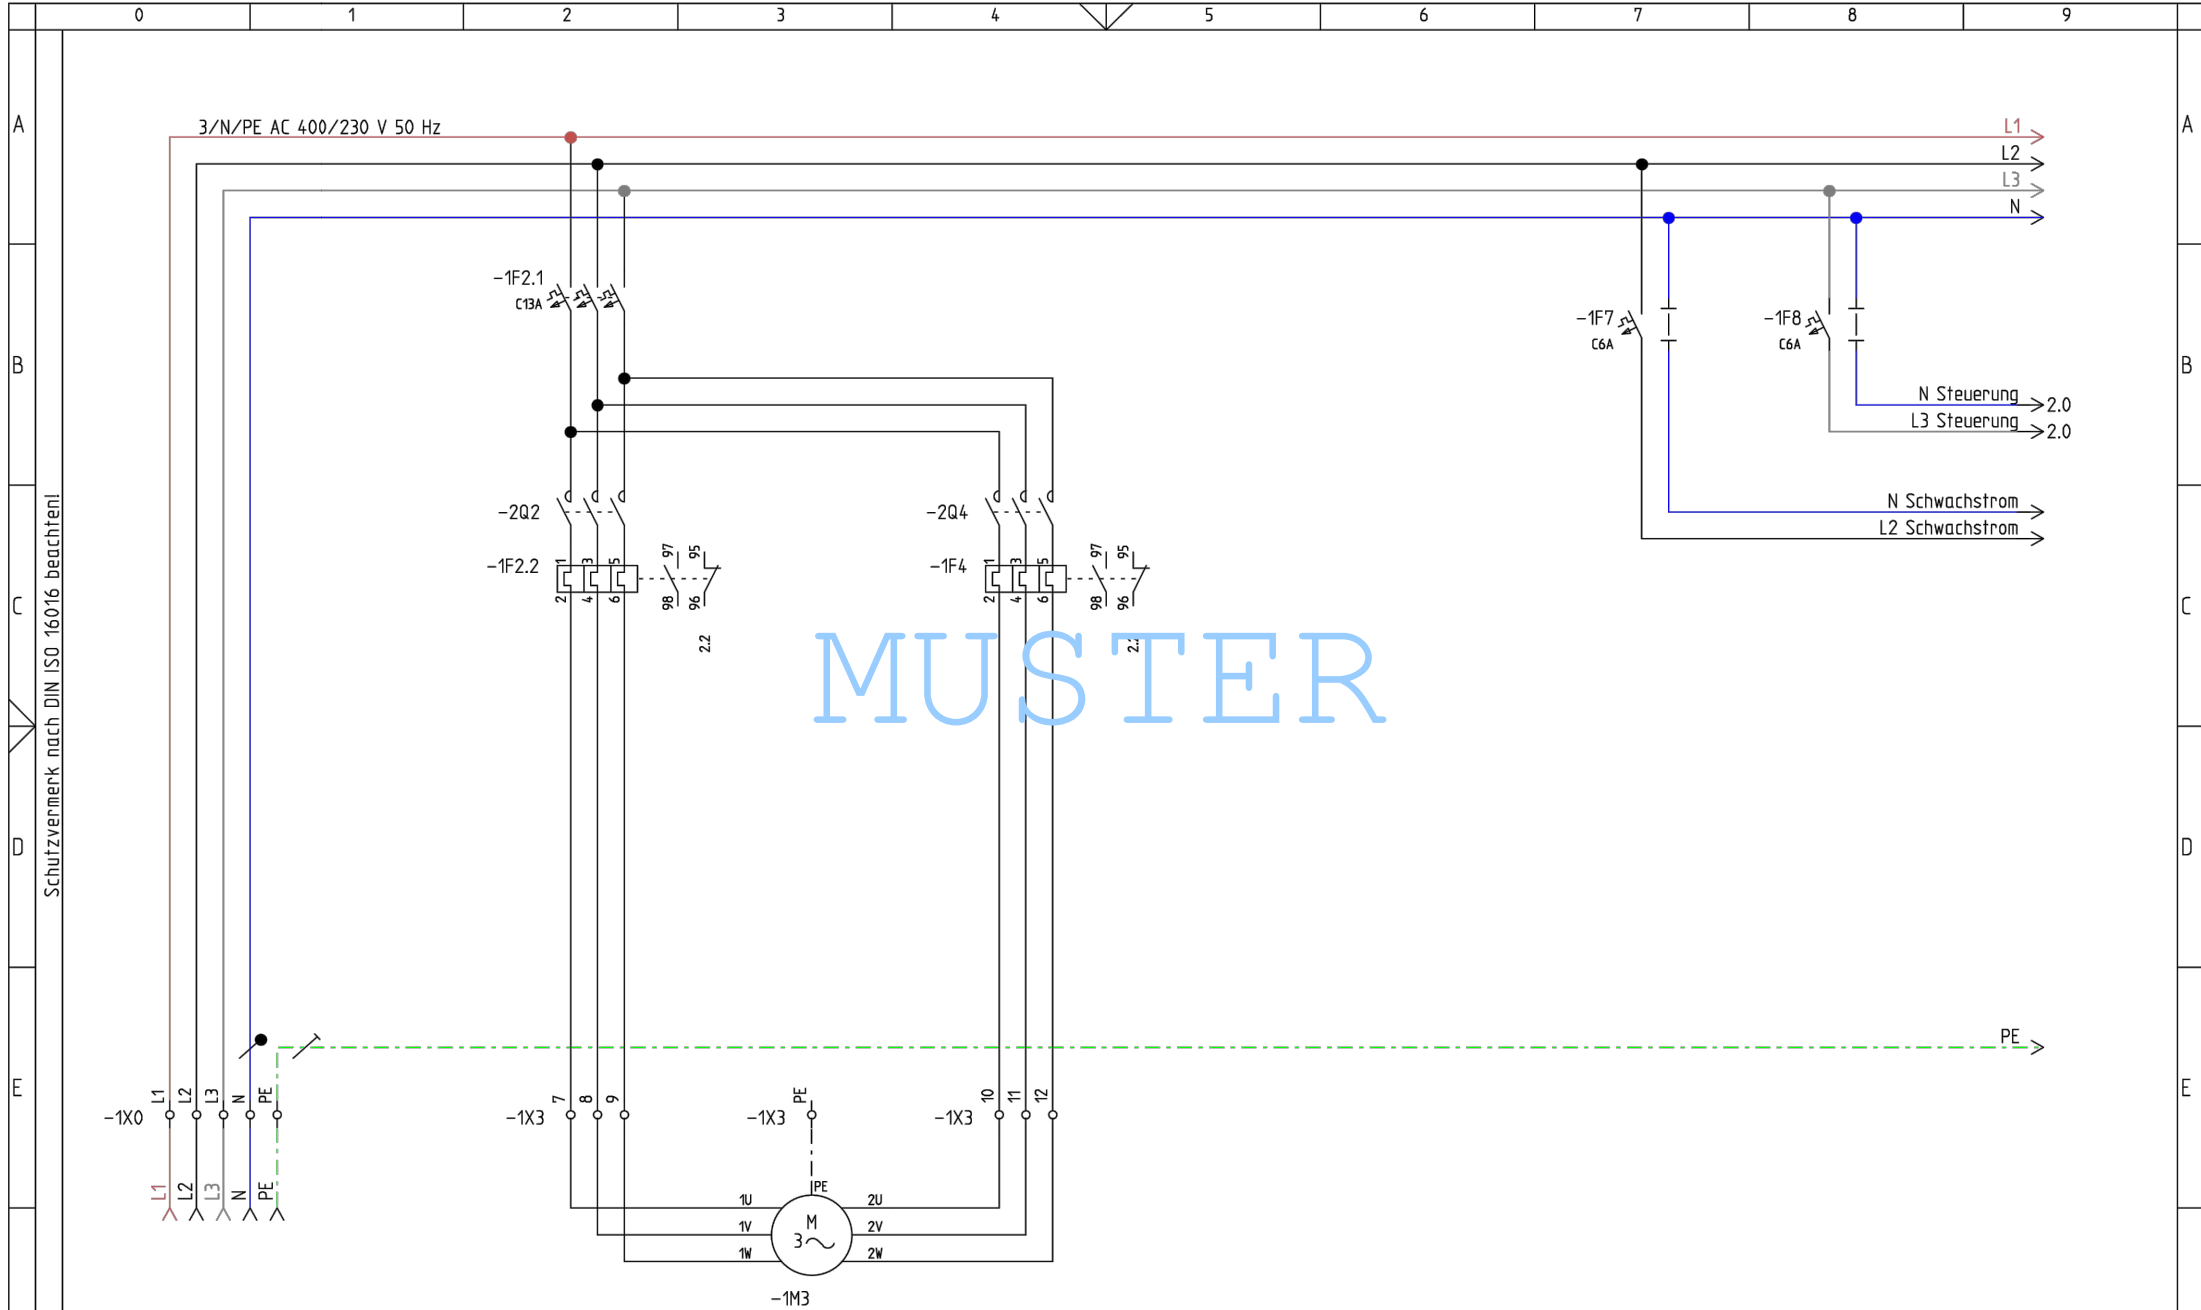 0 1 2 3 4 5 6 7 8 9
A A
3/N/PE AC 400/230 V 50 Hz
L1
L2
L3
N
-1F2.1
C13A
-1F7
C6A
-1F8
C6A
B B
N Steuerung 2.0
L3 Steuerung 2.0
N Schwachstrom
L2 Schwachstrom
-2Q2
-2Q4
-1F2.2 1 3 5 97 95
2 4 6 98 96
2.2
-1F4 1 3 5 97 95
2 4 6 98 96
C C
MUSTER
Schutzvermerk nach DIN ISO 16016 beachten!
D D
PE
E E
-1X0 L1 L2 L3 N PE
-1X3 7 8 9
-1X3 PE
-1X3 10 11 12
L1 L2 L3 N PE
PE
1U 2U
M
1V 2V
3
1W 2W
-1M3